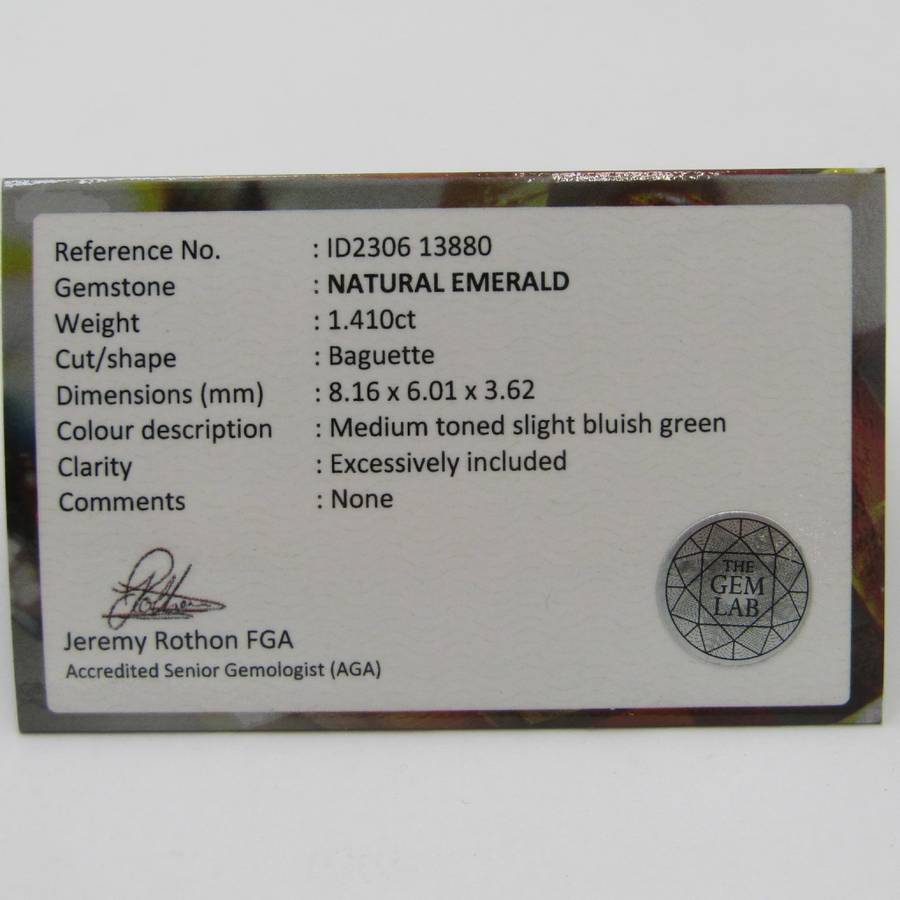 Reference No. : ID2306 13880
Gemstone : NATURAL EMERALD
Weight : 1.410ct
Cut/shape : Baguette
Dimensions (mm) : 8.16 x 6.01 x 3.62
Colour description : Medium toned slight bluish green
Clarity : Excessively included
Comments : None
Jeremy Rothon FGA
Accredited Senior Gemologist (AGA)
THE
GEM
LAB